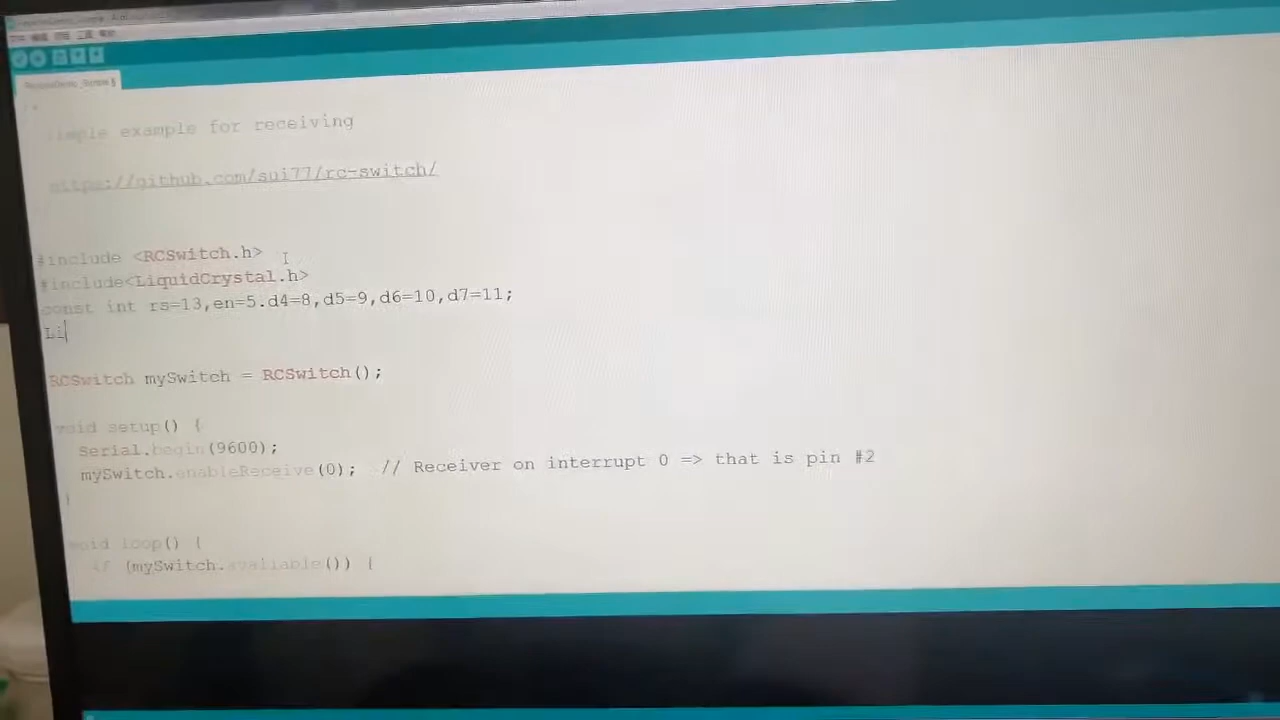 simple example for receiving
https://github.com/sui77/rc-switch/
#include <RCSwitch.h>
#include<LiquidCrystal.h>
const int rs=13,en=5.d4=8,d5=9,d6=10,d7=11;
Li
RCSwitch mySwitch = RCSwitch();
void setup() {
Serial.begin(9600);
mySwitch.enableReceive(0);  // Receiver on interrupt 0 => that is pin #2
}
void loop() {
if (mySwitch.available()) {